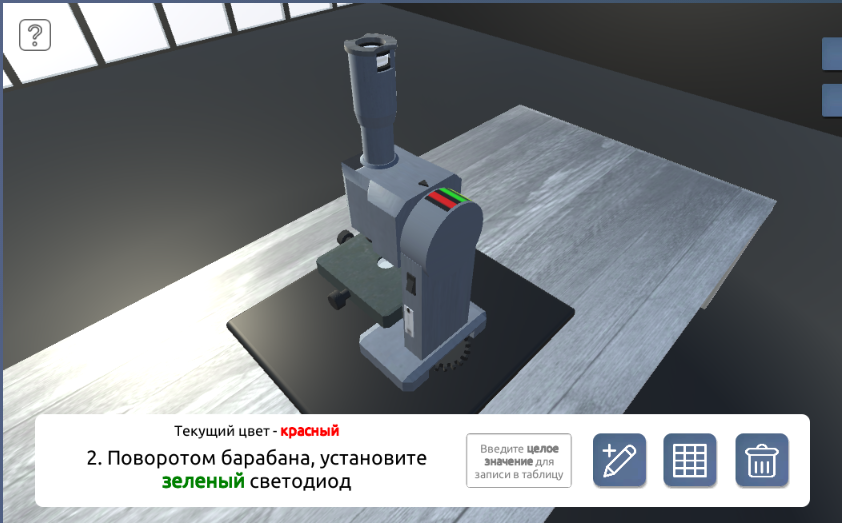 ?
Текущий цвет - красный
2. Поворотом барабана, установите
зеленый светодиод
Введите целое
значение для
записи в таблицу